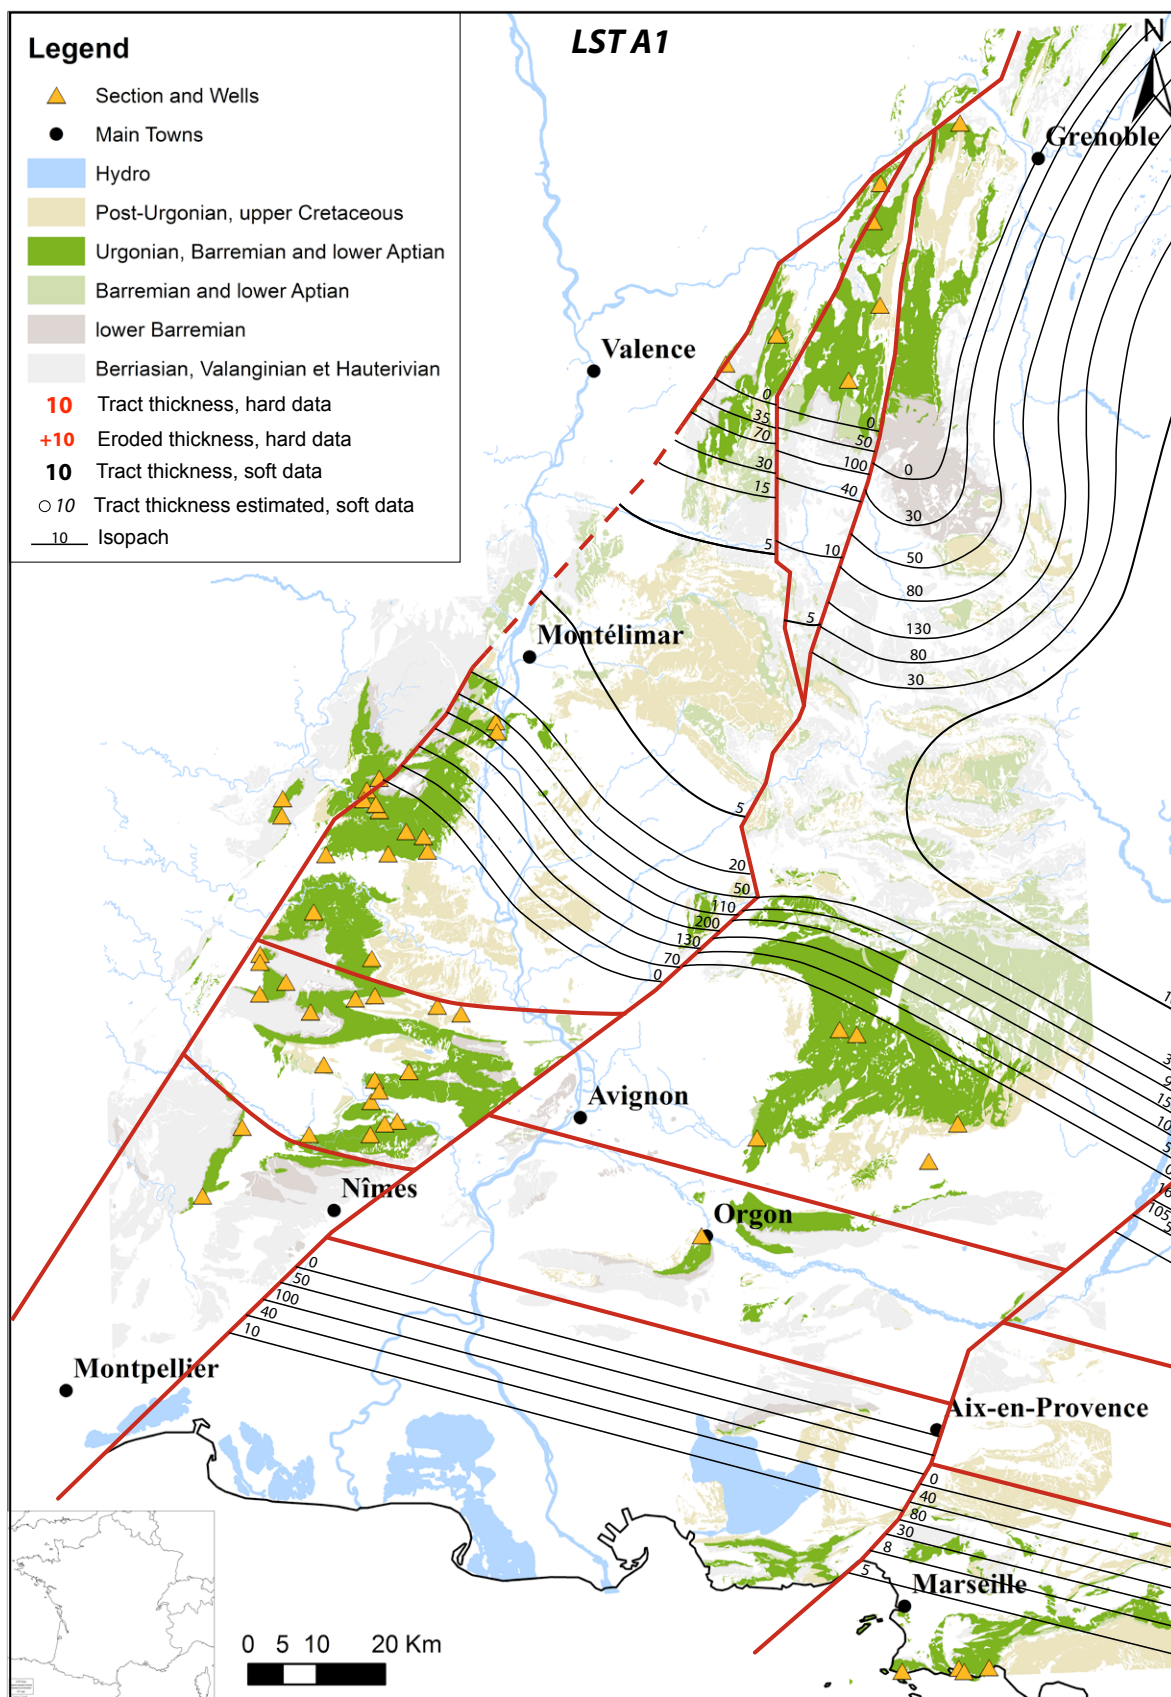 LST A1
N
Legend
Section and Wells
Main Towns
Hydro
Post-Urgonian, upper Cretaceous
Urgonian, Barremian and lower Aptian
Barremian and lower Aptian
lower Barremian
Berriasian, Valanginian et Hauterivian
10 Tract thickness, hard data
+10 Eroded thickness, hard data
10 Tract thickness, soft data
10 Tract thickness estimated, soft data
10 Isopach
Grenoble
Valence
0
35
70
30
15
5
0
50
100
40
10
5
0
30
50
80
130
80
30
Montélimar
5
20
50
110
200
130
70
0
Avignon
Nîmes
Orgon
105
0
50
100
40
10
Montpellier
Aix-en-Provence
0
40
80
30
8
5
Marseille
0 5 10 20 Km